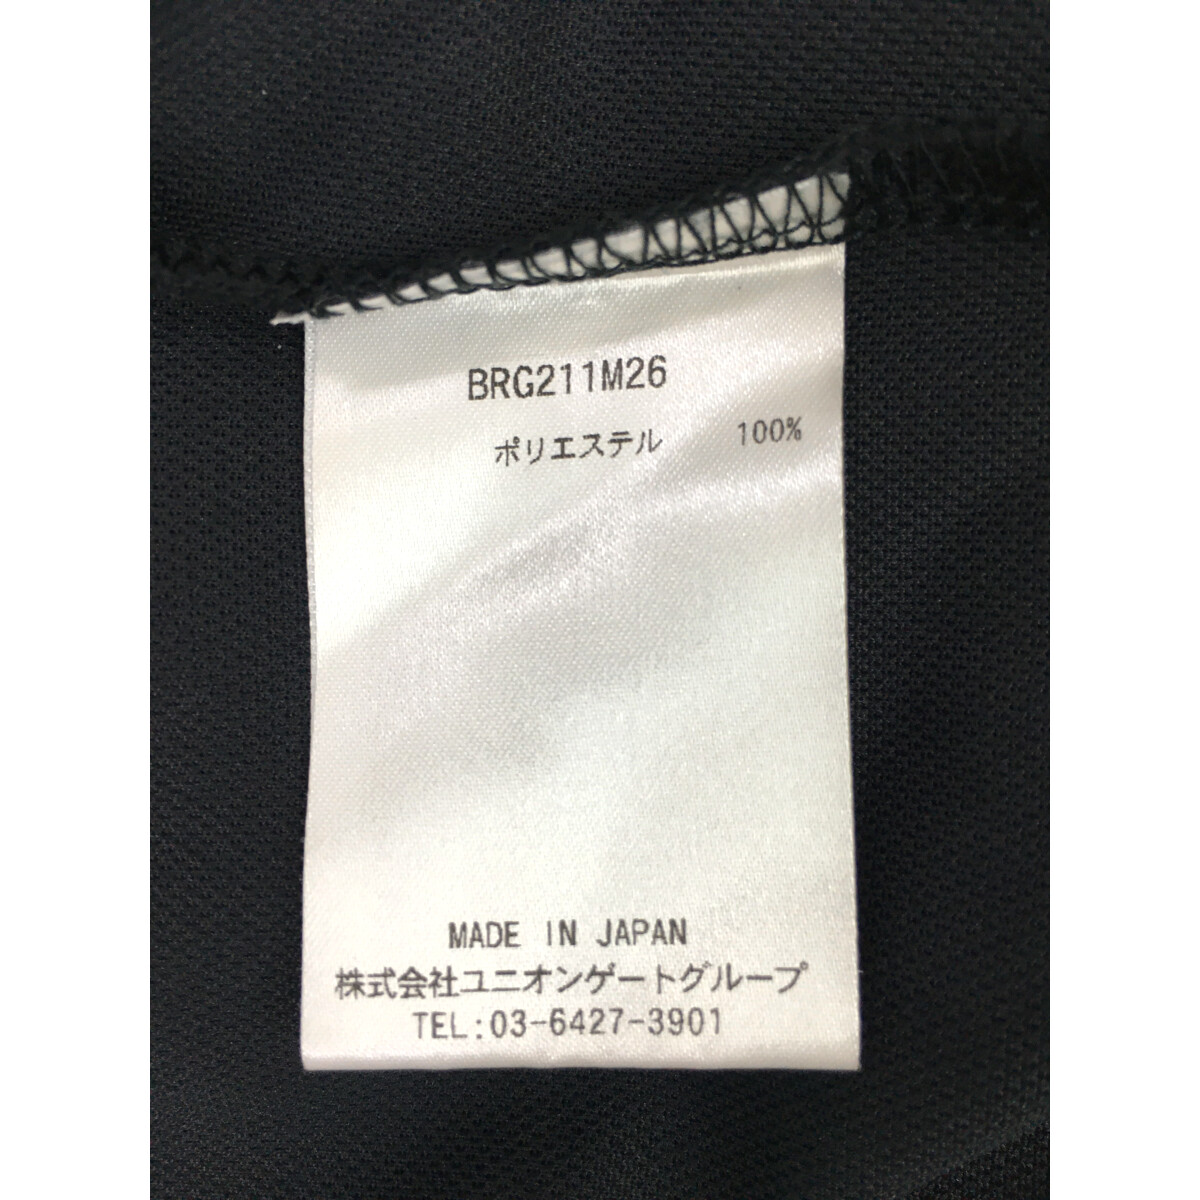 BRG211M26
ポリエステル 100%
MADE IN JAPAN
株式会社ユニオンゲートグループ
TEL:03-6427-3901